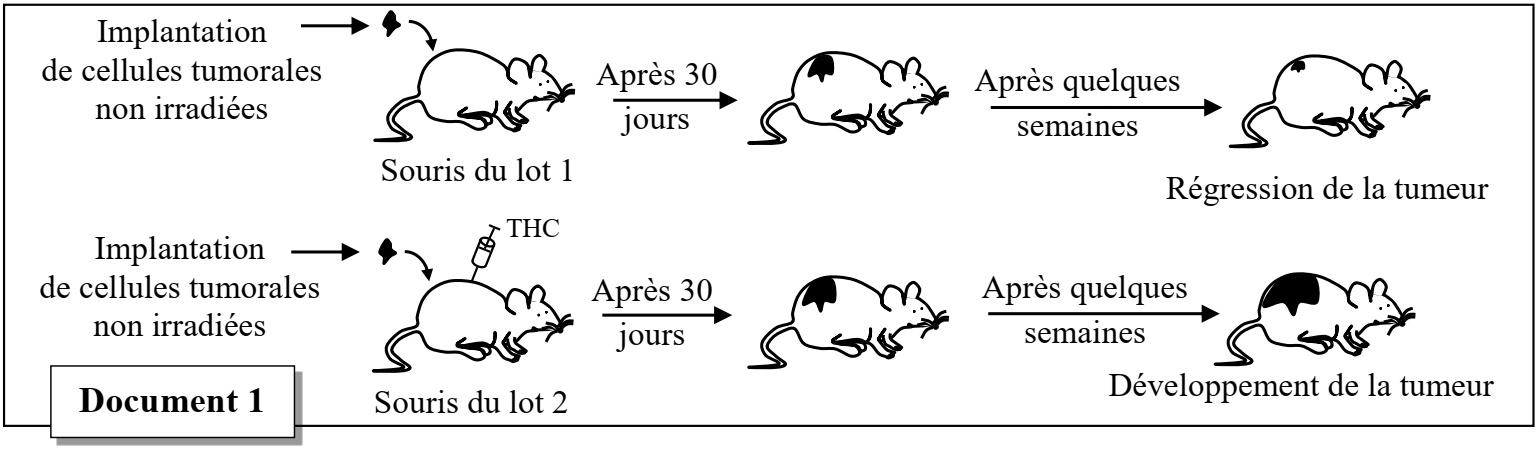 Implantation
de cellules tumorales
non irradiées
Après 30
jours
Après quelques
semaines
Souris du lot 1
Régression de la tumeur
THC
Implantation
de cellules tumorales
non irradiées
Après 30
jours
Après quelques
semaines
Souris du lot 2
Développement de la tumeur
Document 1